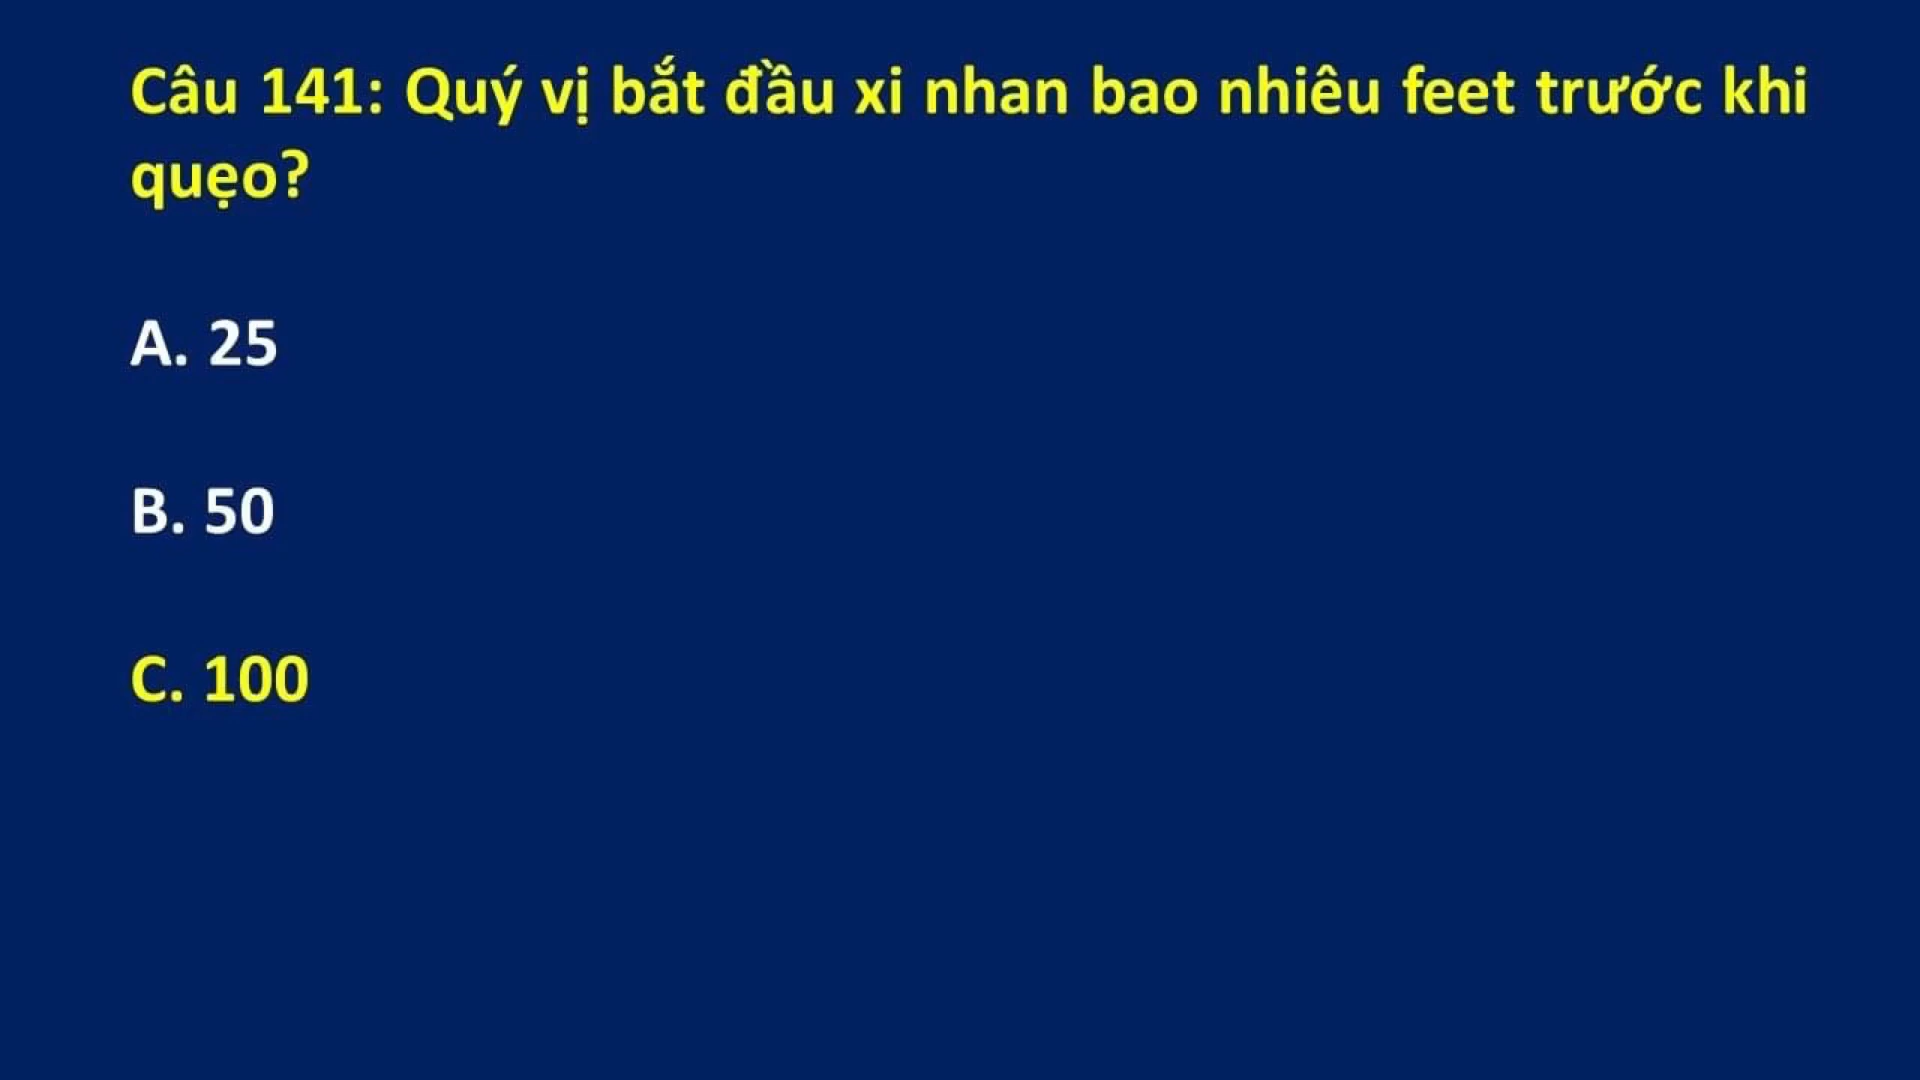 Câu 141: Quý vị bắt đầu xi nhan bao nhiêu feet trước khi
quẹo?
A. 25
B. 50
C. 100